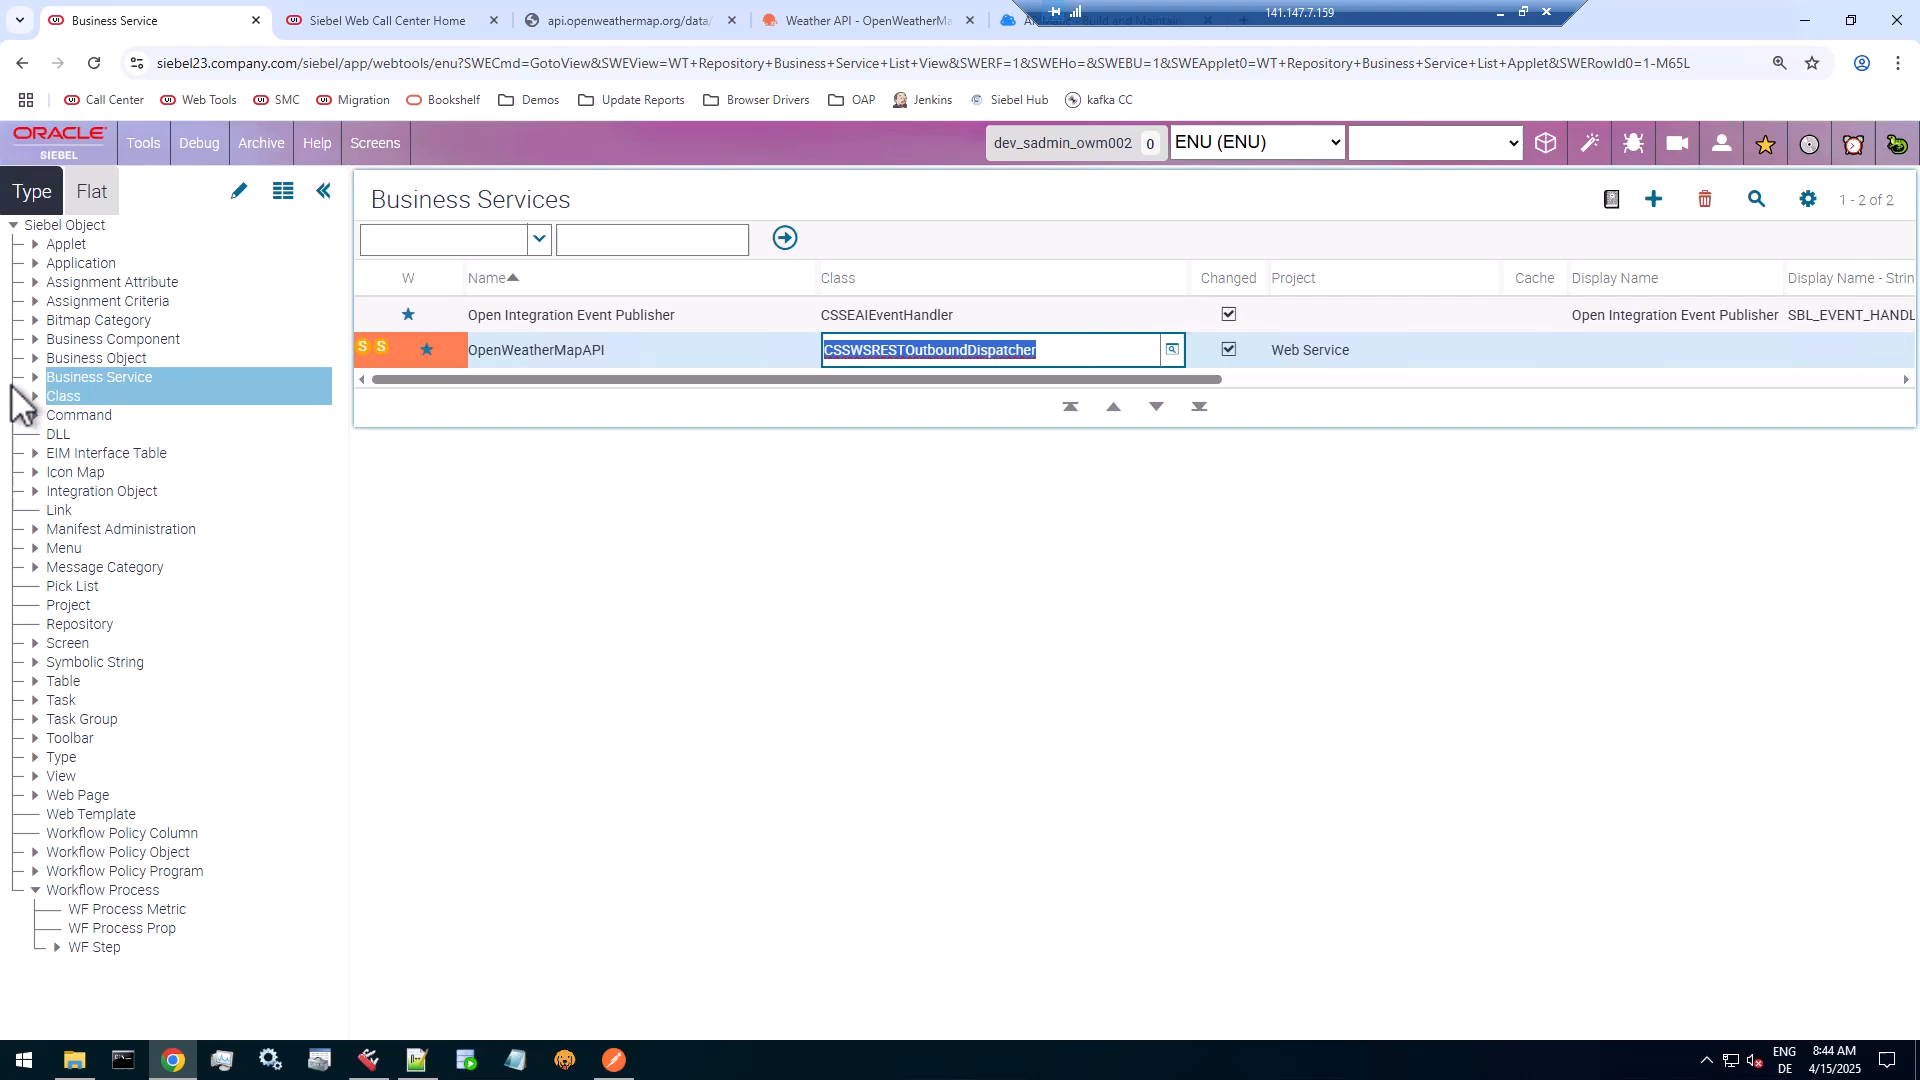 Business Service
Siebel Web Call Center Home
api.openweathermap.org/data/
Weather API - OpenWeatherMa
141.147.7.159
siebel23.company.com/siebel/app/webtools/enu?SWECmd=GotoView&SWEView=WT+Repository+Business+Service+List+View&SWERF=1&SWEHo=&SWEBU=1&SWEApplet0=WT+Repository+Business+Service+List+Applet&SWERowId0=1-M65L
Call Center
Web Tools
SMC
Migration
Bookshelf
Demos
Update Reports
Browser Drivers
OAP
Jenkins
Siebel Hub
kafka CC
ORACLE
SIEBEL
Tools
Debug
Archive
Help
Screens
dev_sadmin_owm002 0
ENU (ENU)
Type
Flat
Siebel Object
Applet
Application
Assignment Attribute
Assignment Criteria
Bitmap Category
Business Component
Business Object
Business Service
Class
Command
DLL
EIM Interface Table
Icon Map
Integration Object
Link
Manifest Administration
Menu
Message Category
Pick List
Project
Repository
Screen
Symbolic String
Table
Task
Task Group
Toolbar
Type
View
Web Page
Web Template
Workflow Policy Column
Workflow Policy Object
Workflow Policy Program
Workflow Process
WF Process Metric
WF Process Prop
WF Step
Business Services
1 - 2 of 2
W Name Class Changed Project Cache Display Name Display Name - Strin
Open Integration Event Publisher CSSEAIEventHandler Open Integration Event Publisher SBL_EVENT_HANDL
S S OpenWeatherMapAPI CSSWSRESTOutboundDispatcher Web Service
ENG
DE
8:44 AM
4/15/2025